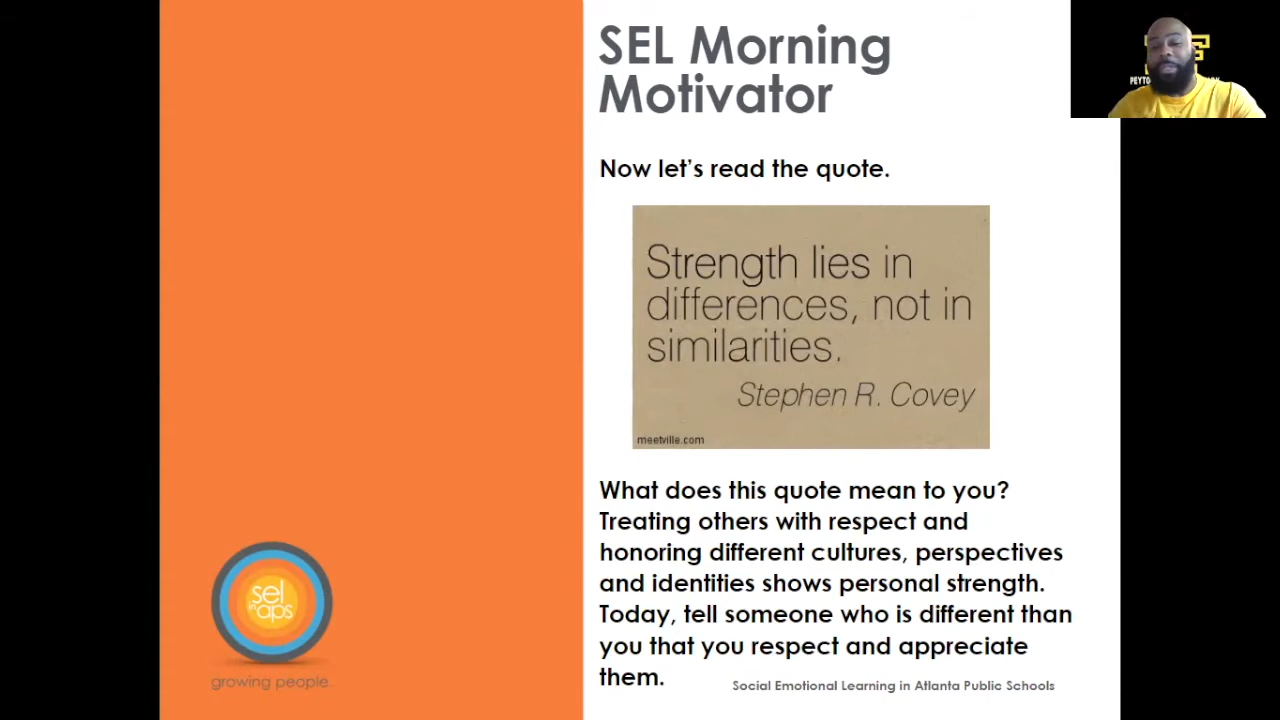 SEL Morning
Motivator
Now let's read the quote.
Strength lies in
differences, not in
similarities.
Stephen R. Covey
meetville.com
What does this quote mean to you?
Treating others with respect and
honoring different cultures, perspectives
and identities shows personal strength.
Today, tell someone who is different than
you that you respect and appreciate
them.
Social Emotional Learning in Atlanta Public Schools
sel
in aps
growing people.